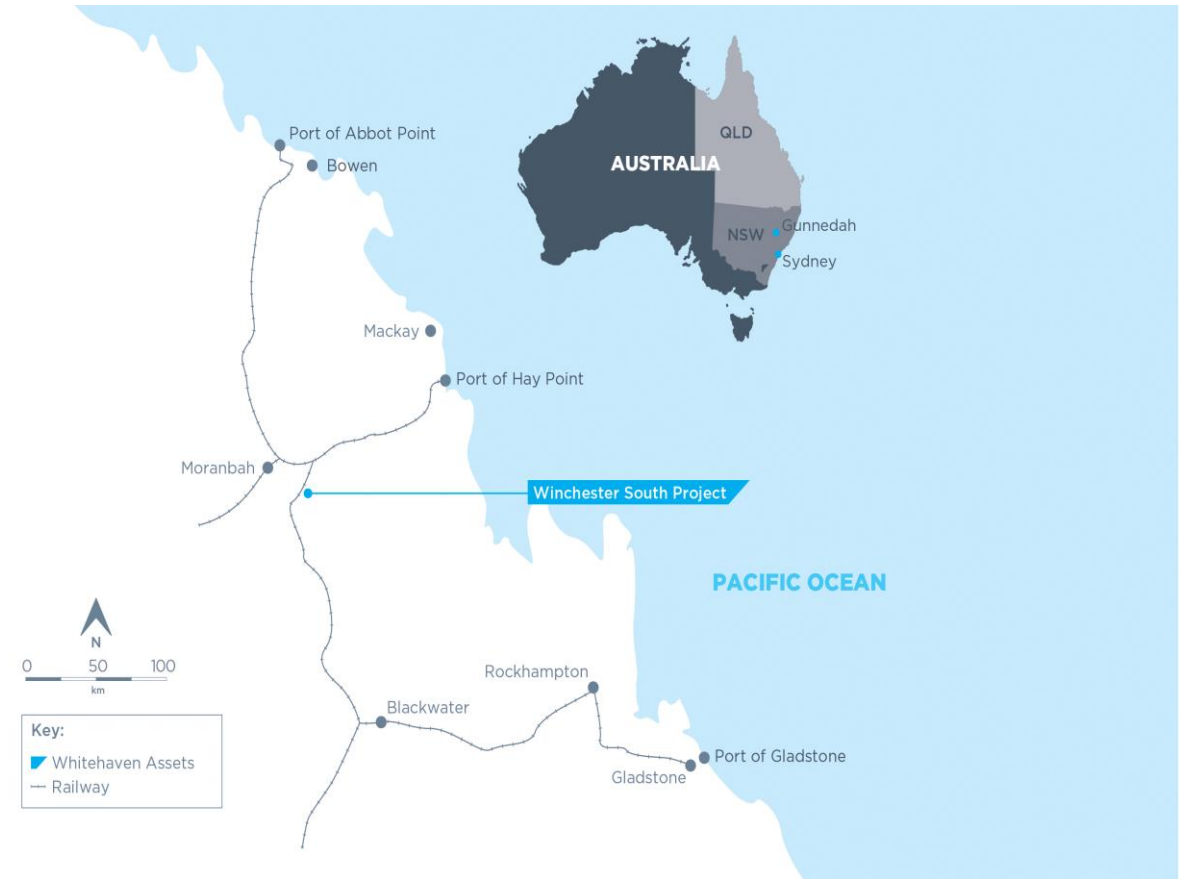 Port of Abbot Point
Bowen
QLD
AUSTRALIA
NSW
Gunnedah
Sydney
Mackay
Port of Hay Point
Moranbah
Winchester South Project
PACIFIC OCEAN
N
0 50 100
km
Rockhampton
Blackwater
Port of Gladstone
Gladstone
Key:
Whitehaven Assets
Railway